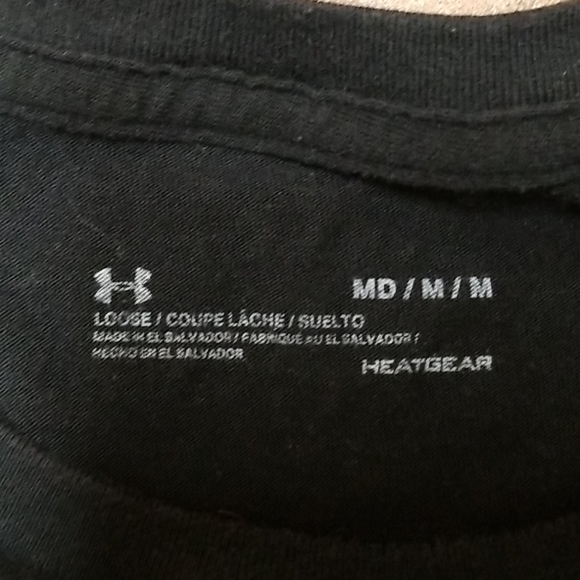 MD / M / M
LOOSE / COUPE LÂCHE / SUELTO
MADE IN EL SALVADOR / FABRIQUÉ AU EL SALVADOR /
HECHO EN EL SALVADOR
HEATGEAR